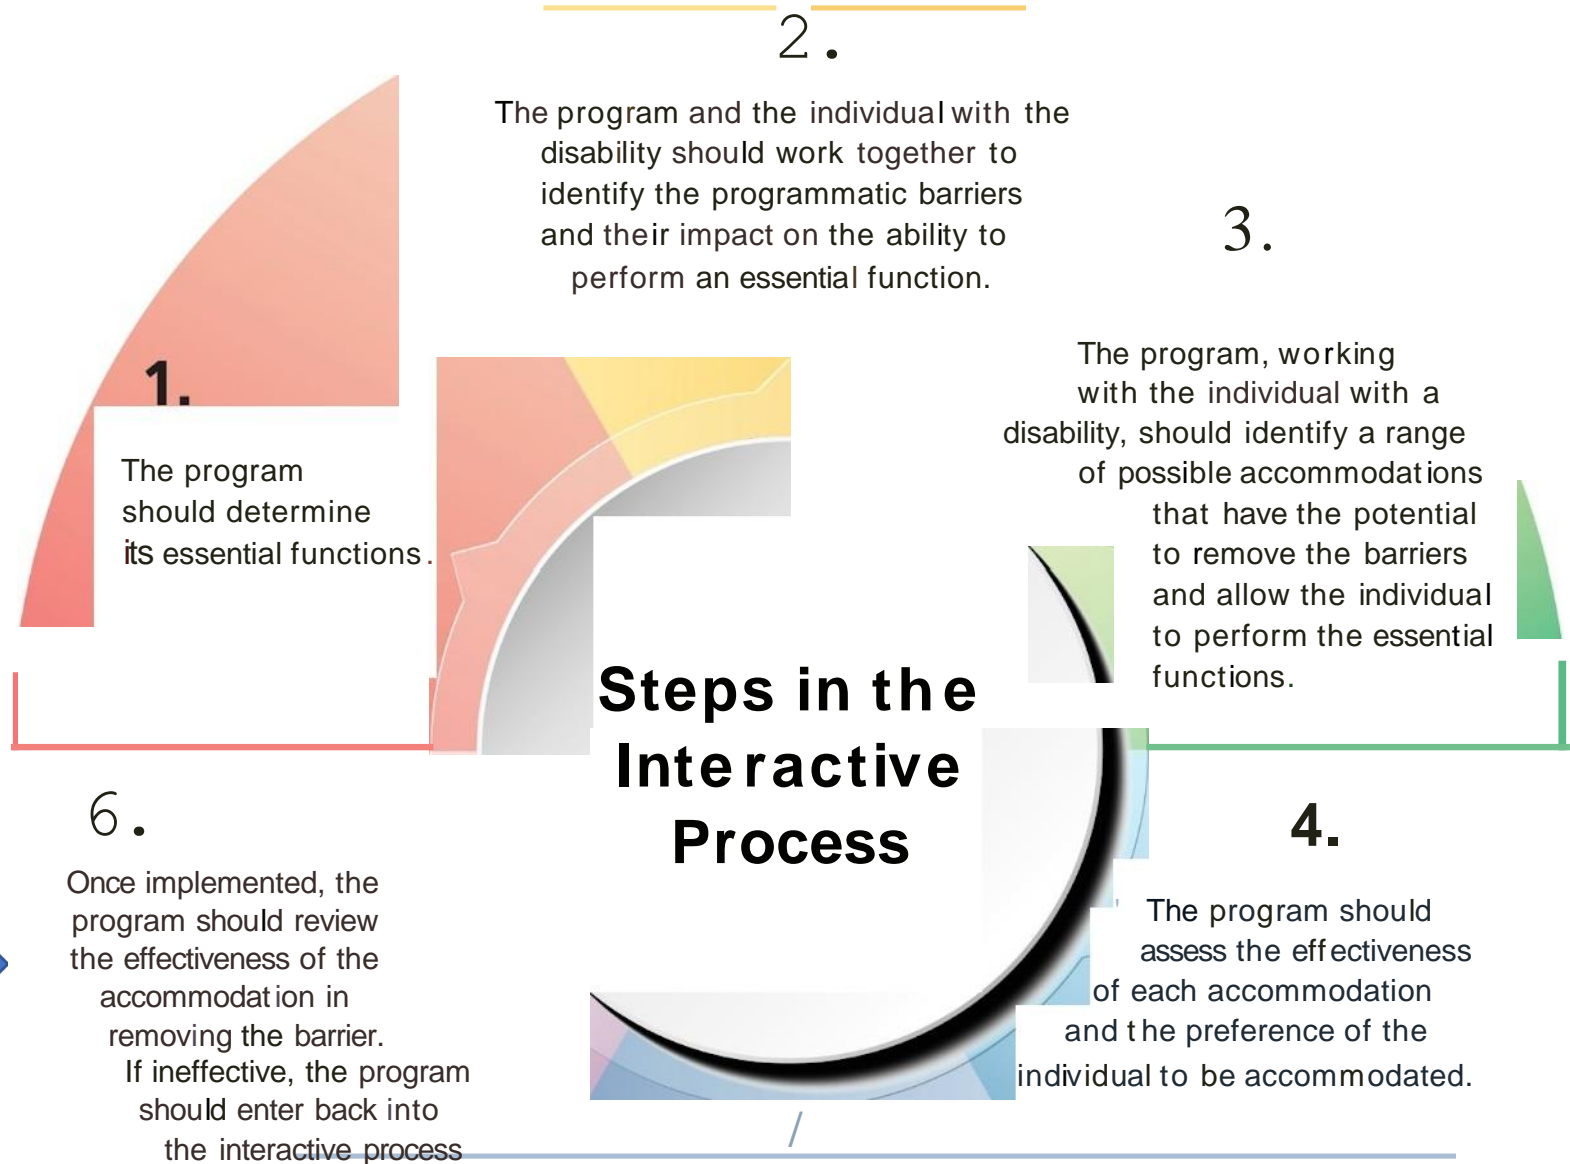 2.
The program and the individual with the
disability should work together to
identify the programmatic barriers
and their impact on the ability to
perform an essential function.
3.
The program, working
with the individual with a
disability, should identify a range
of possible accommodations
that have the potential
to remove the barriers
and allow the individual
to perform the essential
functions.
1.
The program
should determine
its essential functions.
Steps in the
Interactive
Process
4.
The program should
assess the effectiveness
of each accommodation
and the preference of the
individual to be accommodated.
6.
Once implemented, the
program should review
the effectiveness of the
accommodation in
removing the barrier.
If ineffective, the program
should enter back into
the interactive process